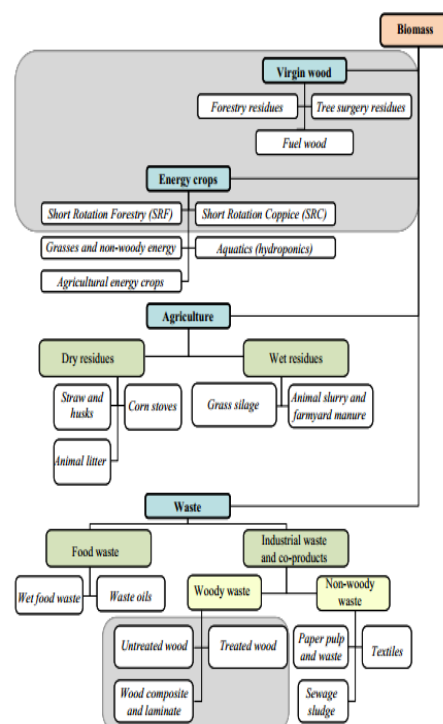 Biomass
Virgin wood
Forestry residues
Tree surgery residues
Fuel wood
Energy crops
Short Rotation Forestry (SRF)
Short Rotation Coppice (SRC)
Grasses and non-woody energy
Aquatics (hydroponics)
Agricultural energy crops
Agriculture
Dry residues
Wet residues
Straw and
husks
Corn stoves
Grass silage
Animal slurry and
farmyard manure
Animal litter
Waste
Food waste
Industrial waste
and co-products
Wet food waste
Waste oils
Woody waste
Non-woody
waste
Untreated wood
Treated wood
Paper pulp
and waste
Textiles
Wood composite
and laminate
Sewage
sludge